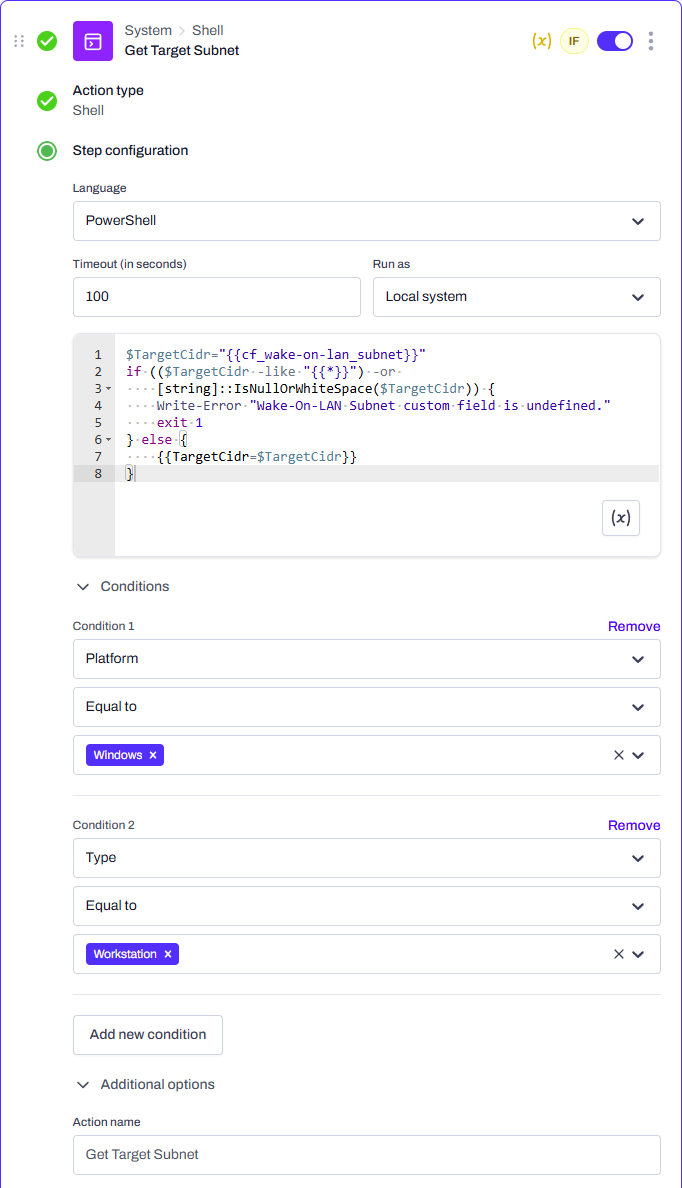 System > Shell
(x) IF
Get Target Subnet
Action type
Shell
Step configuration
Language
PowerShell
Timeout (in seconds) Run as
100 Local system
1 $TargetCidr="{{cf_wake-on-lan_subnet}}"
2 if (($TargetCidr -like "{{*}}") -or
3 [string]::IsNullOrWhiteSpace($TargetCidr)) {
4 Write-Error "Wake-On-LAN Subnet custom field is undefined."
5 exit 1
6 } else {
7 {{TargetCidr=$TargetCidr}}
8 }
(x)
Conditions
Condition 1 Remove
Platform
Equal to
Windows ×
Condition 2 Remove
Type
Equal to
Workstation ×
Add new condition
Additional options
Action name
Get Target Subnet